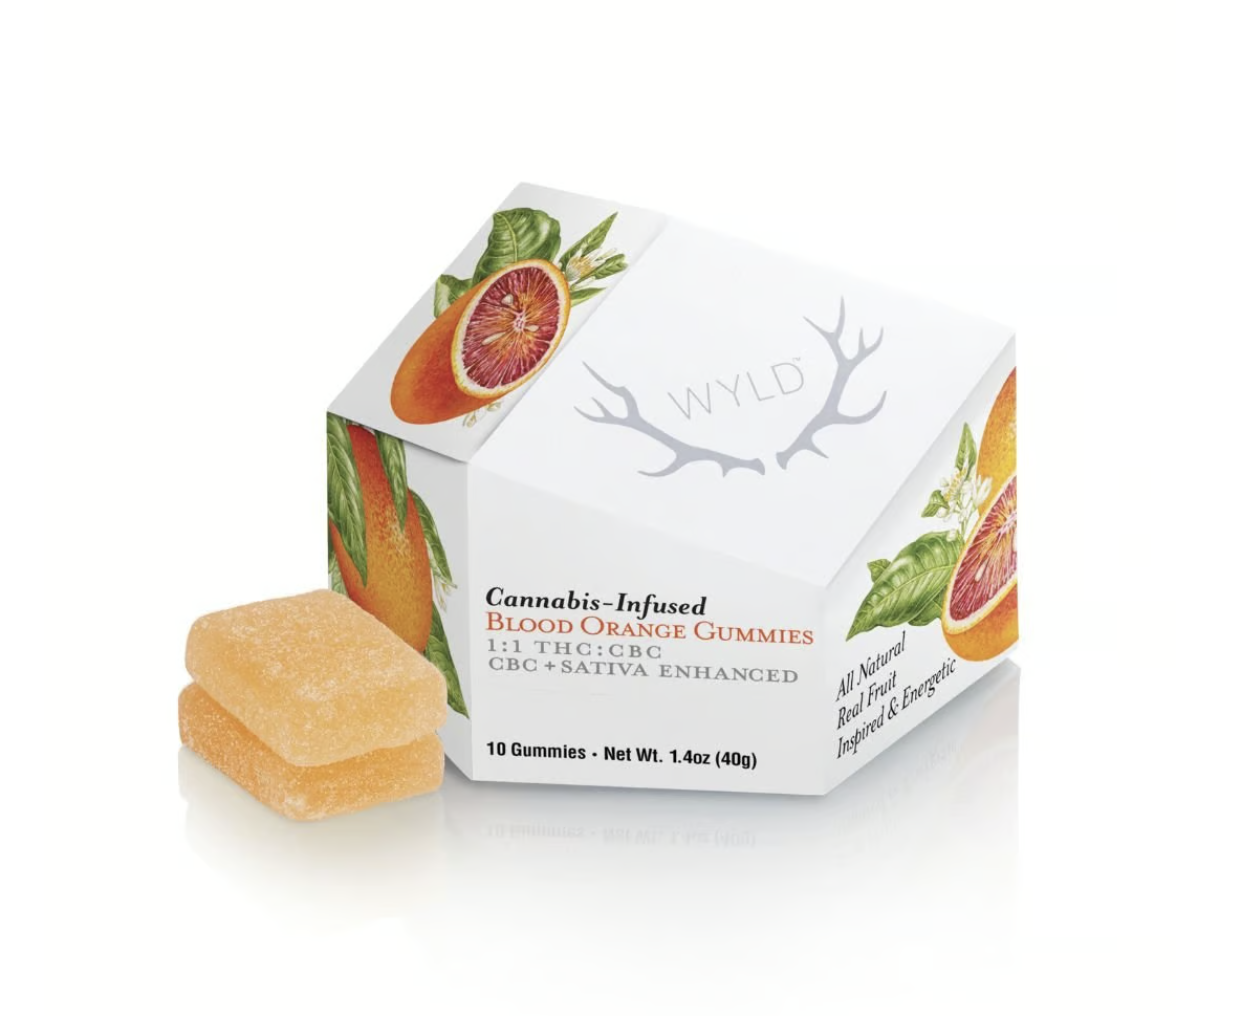 WYLD™
Cannabis-Infused
BLOOD ORANGE GUMMIES
1:1 THC:CBC
CBC + SATIVA ENHANCED
10 Gummies • Net Wt. 1.4oz (40g)
All Natural
Real Fruit
Inspired & Energetic